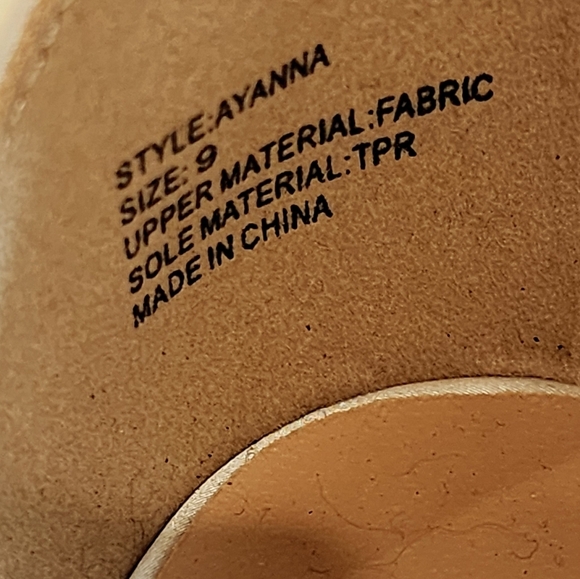 STYLE:AYANNA
SIZE: 9
UPPER MATERIAL:FABRIC
SOLE MATERIAL:TPR
MADE IN CHINA